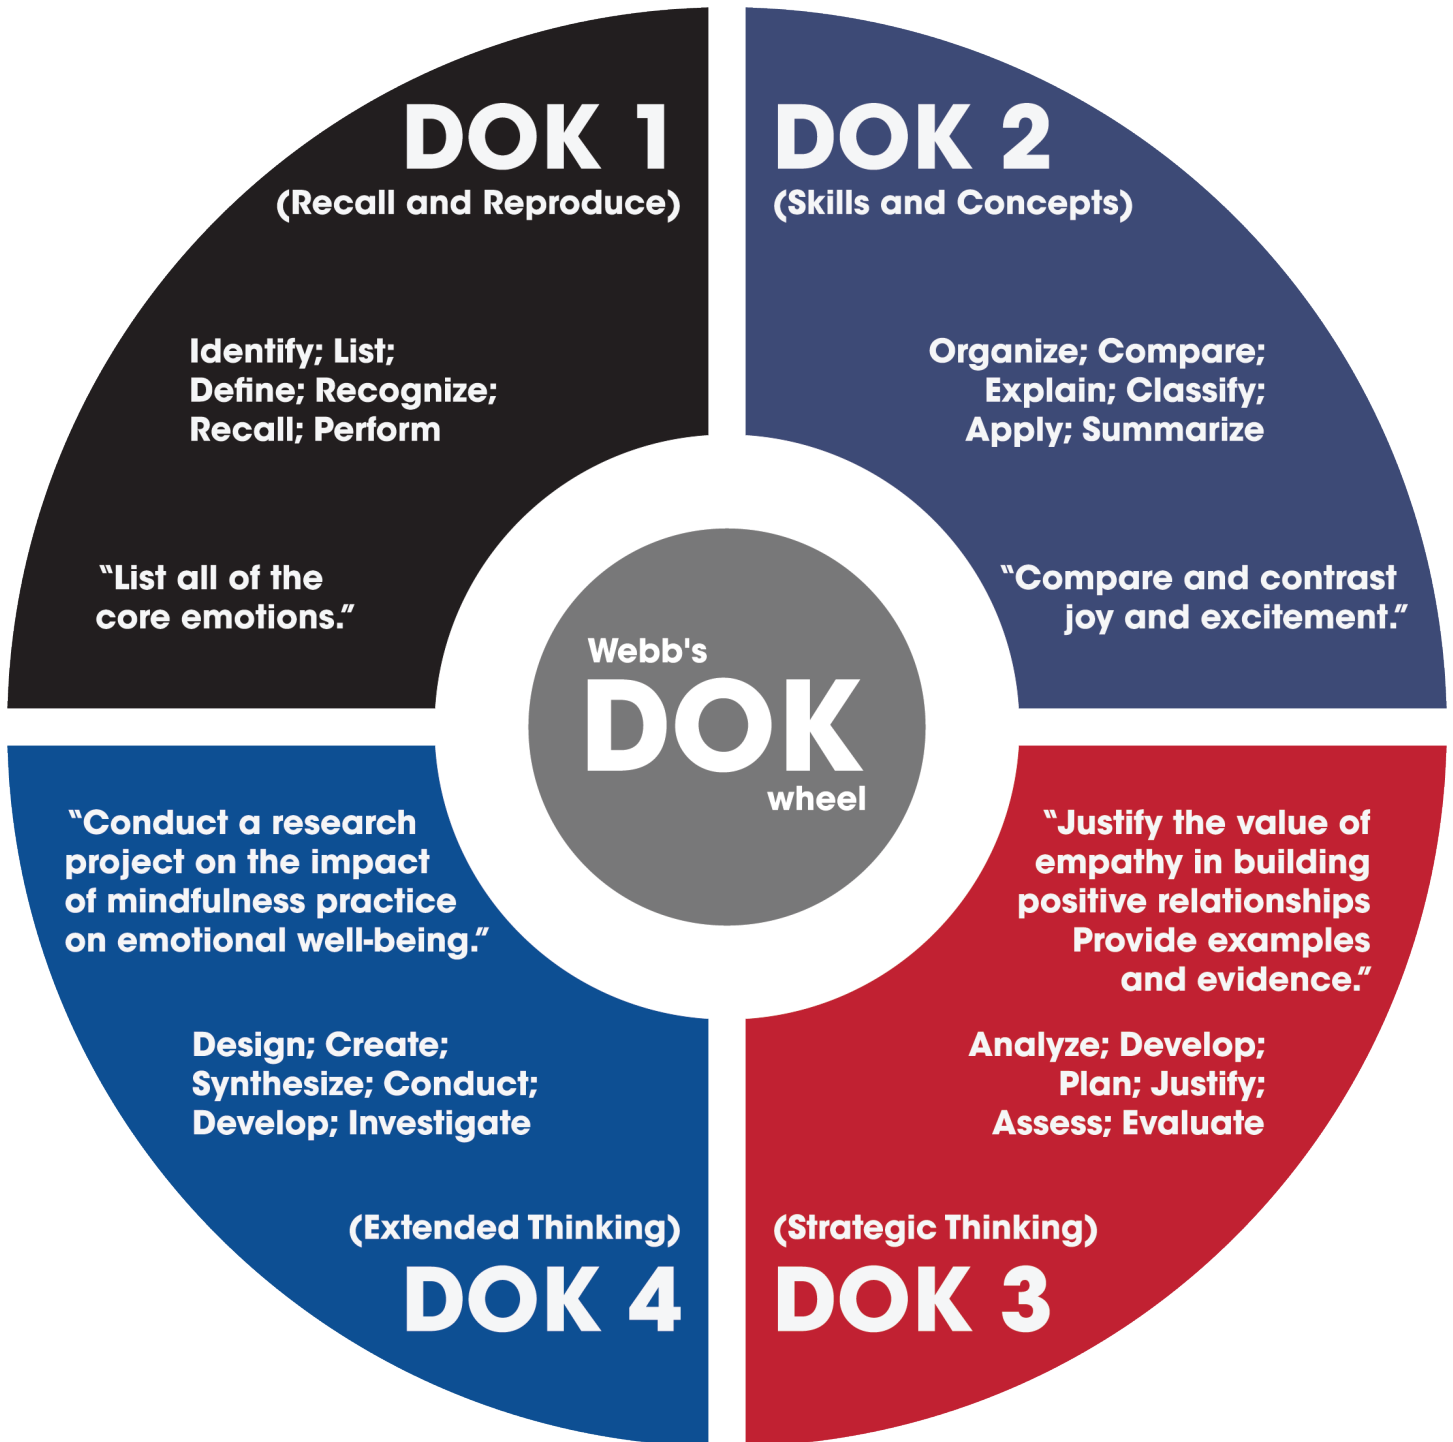 DOK 1
(Recall and Reproduce)
Identify; List;
Define; Recognize;
Recall; Perform
“List all of the
core emotions.”
DOK 2
(Skills and Concepts)
Organize; Compare;
Explain; Classify;
Apply; Summarize
“Compare and contrast
joy and excitement.”
Webb's
DOK
wheel
“Conduct a research
project on the impact
of mindfulness practice
on emotional well-being.”
Design; Create;
Synthesize; Conduct;
Develop; Investigate
(Extended Thinking)
DOK 4
“Justify the value of
empathy in building
positive relationships
Provide examples
and evidence.”
Analyze; Develop;
Plan; Justify;
Assess; Evaluate
(Strategic Thinking)
DOK 3